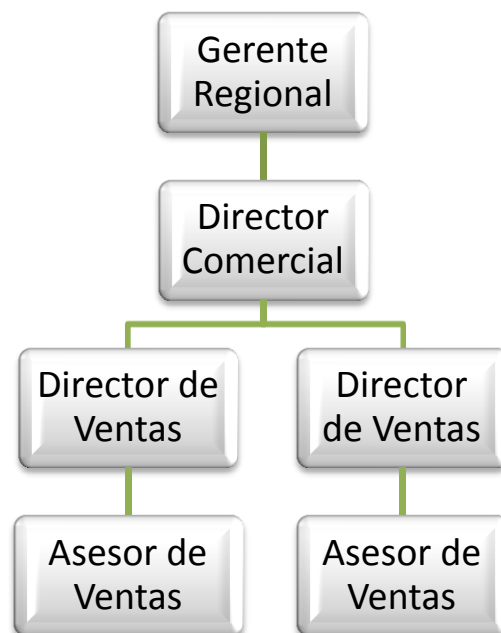 Gerente
Regional
Director
Comercial
Director de
Ventas
Director
de Ventas
Asesor de
Ventas
Asesor de
Ventas